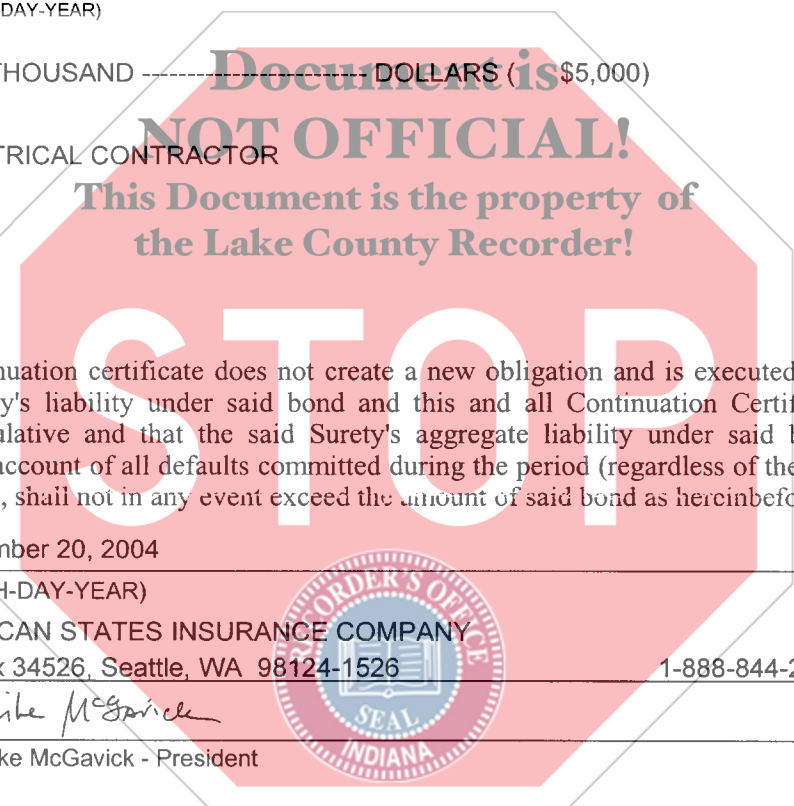 DAY-YEAR)
THOUSAND ------------------------- DOLLARS ( $5,000)
Document is
NOT OFFICIAL!
TRICAL CONTRACTOR
This Document is the property of
the Lake County Recorder!
STOP
nuation certificate does not create a new obligation and is executed
y's liability under said bond and this and all Continuation Certif
ulative and that the said Surety's aggregate liability under said b
account of all defaults committed during the period (regardless of the
, shall not in any event exceed the amount of said bond as hereinbefo
mber 20, 2004
H-DAY-YEAR)
CAN STATES INSURANCE COMPANY
x 34526, Seattle, WA 98124-1526 1-888-844-2
Mike McGavick
ke McGavick - President
RECORDER'S OFFICE
SEAL
INDIANA